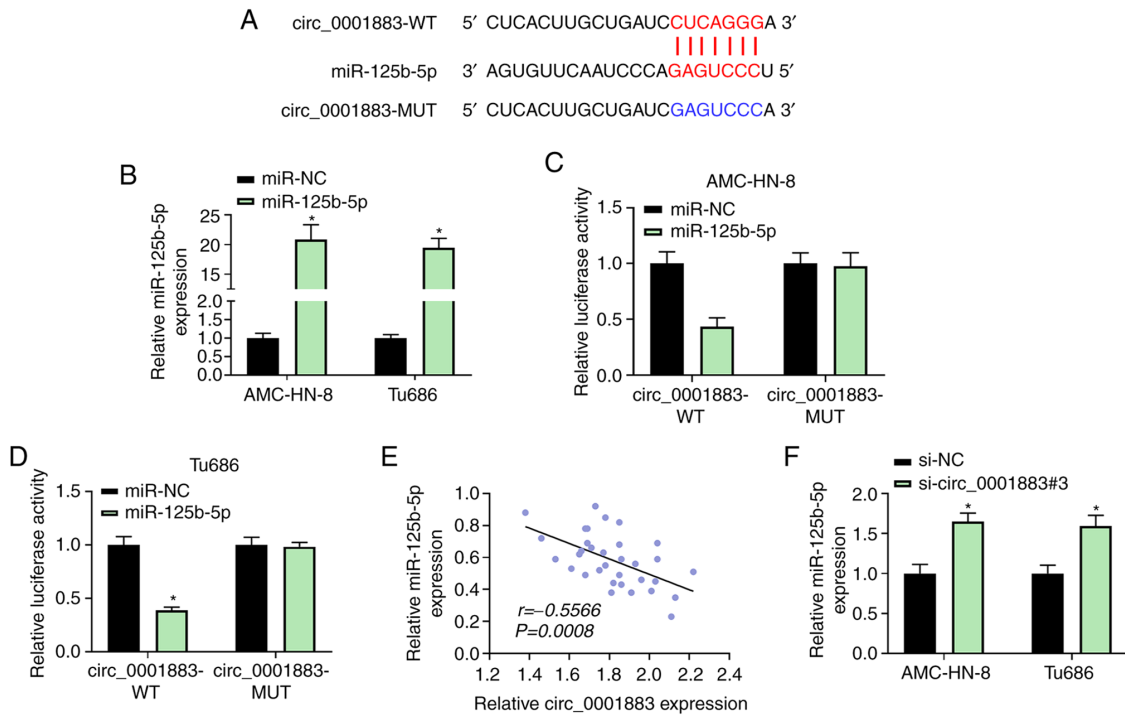 A
circ_0001883-WT 5′ CUCACUUGCUGAUCCUCAGGGA 3′
miR-125b-5p 3′ AGUGUUCAAUCCCAGAGUCCCU 5′
circ_0001883-MUT 5′ CUCACUUGCUGAUCGAGUCCCA 3′
B
miR-NC
miR-125b-5p
Relative miR-125b-5p
expression
25
20
15
2.0
1.5
1.0
0.5
0.0
*
*
AMC-HN-8 Tu686
C
AMC-HN-8
miR-NC
miR-125b-5p
Relative luciferase activity
1.5
1.0
0.5
0.0
circ_0001883-
WT
circ_0001883-
MUT
D
Tu686
miR-NC
miR-125b-5p
Relative luciferase activity
1.5
1.0
0.5
0.0
*
circ_0001883-
WT
circ_0001883-
MUT
E
Relative miR-125b-5p
expression
1.0
0.8
0.6
0.4
0.2
0.0
r=−0.5566
P=0.0008
1.2 1.4 1.6 1.8 2.0 2.2 2.4
Relative circ_0001883 expression
F
si-NC
si-circ_0001883#3
Relative miR-125b-5p
expression
2.0
1.5
1.0
0.5
0.0
*
*
AMC-HN-8 Tu686